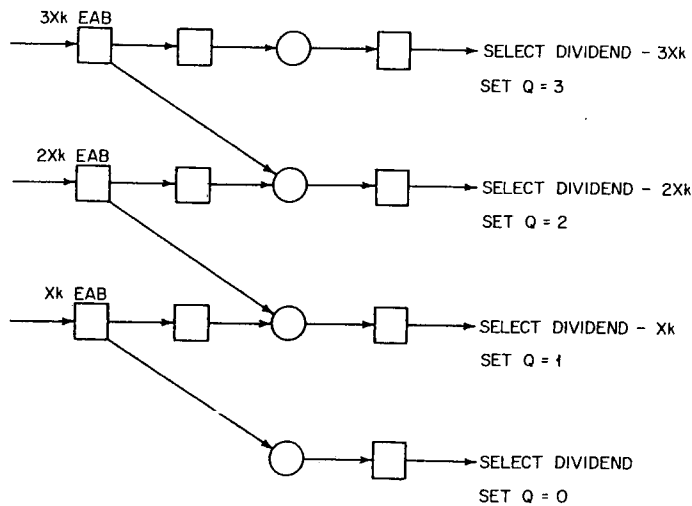 3Xk EAB
SELECT DIVIDEND - 3Xk
SET Q = 3
2Xk EAB
SELECT DIVIDEND - 2Xk
SET Q = 2
Xk EAB
SELECT DIVIDEND - Xk
SET Q = 1
SELECT DIVIDEND
SET Q = 0